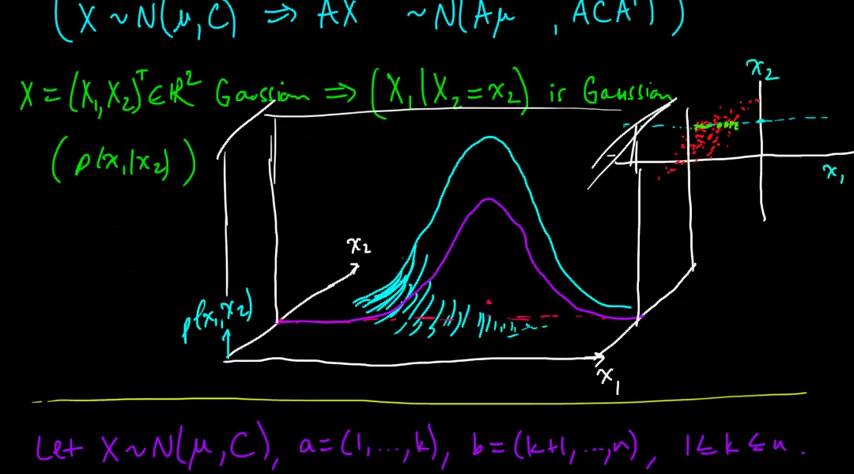 (X ~ N(μ, C) ⇒ AX ~ N(Aμ, ACAᵀ))
X = (X₁, X₂)ᵀ ∈ ℝ² Gaussian ⇒ (X₁ | X₂ = x₂) is Gaussian
(p(x₁|x₂))
x₂
x₁
x₂
p(x₁,x₂)
x₁
Let X ~ N(μ, C), a = (1, ..., k), b = (k+1, ..., n), 1 ≤ k ≤ n.